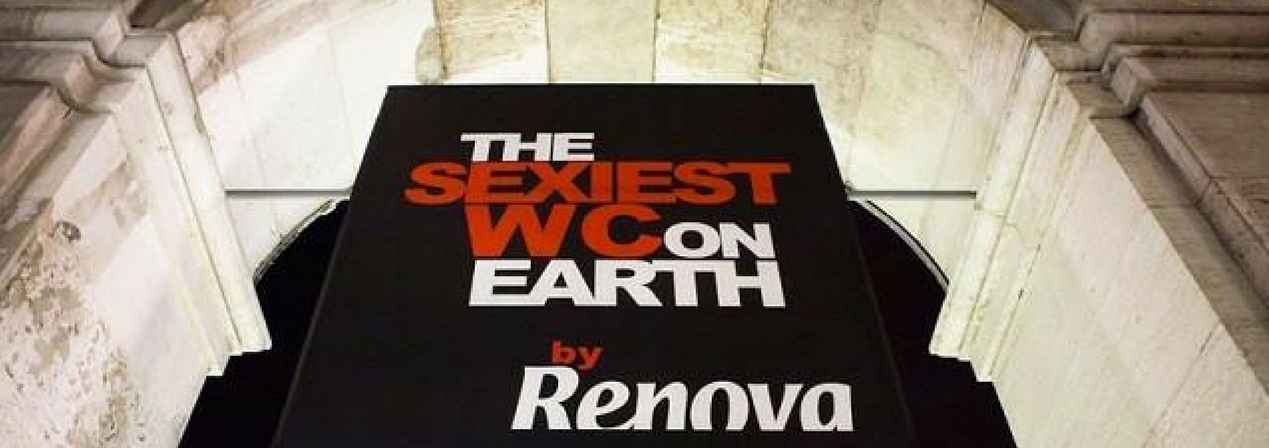 THE
SEXIEST
WC ON
EARTH
by
Renova